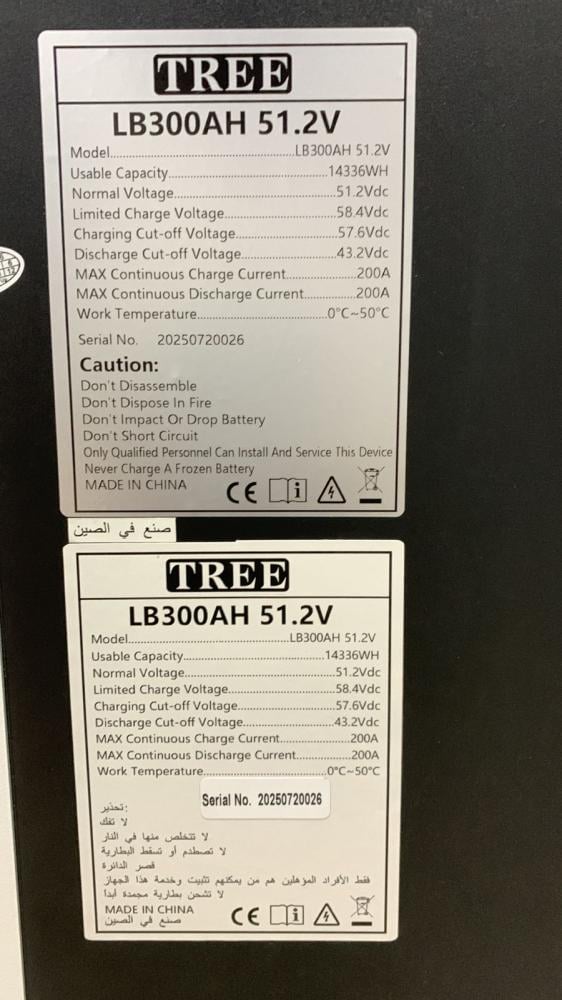 TREE
LB300AH 51.2V
Model..........LB300AH 51.2V
Usable Capacity..........14336WH
Normal Voltage..........51.2Vdc
Limited Charge Voltage..........58.4Vdc
Charging Cut-off Voltage..........57.6Vdc
Discharge Cut-off Voltage..........43.2Vdc
MAX Continuous Charge Current..........200A
MAX Continuous Discharge Current..........200A
Work Temperature..........0°C~50°C
Serial No. 20250720026
Caution:
Don't Disassemble
Don't Dispose In Fire
Don't Impact Or Drop Battery
Don't Short Circuit
Only Qualified Personnel Can Install And Service This Device
Never Charge A Frozen Battery
MADE IN CHINA
CE
صنع في الصين
TREE
LB300AH 51.2V
Model..........LB300AH 51.2V
Usable Capacity..........14336WH
Normal Voltage..........51.2Vdc
Limited Charge Voltage..........58.4Vdc
Charging Cut-off Voltage..........57.6Vdc
Discharge Cut-off Voltage..........43.2Vdc
MAX Continuous Charge Current..........200A
MAX Continuous Discharge Current..........200A
Work Temperature..........0°C~50°C
Serial No. 20250720026
تحذير:
لا تفك
لا تتخلص منها في النار
لا تصطدم أو تسقط البطارية
قصر الدائرة
فقط الأفراد المؤهلين هم من يمكنهم تثبيت وخدمة هذا الجهاز
لا تشحن بطارية مجمدة أبداً
MADE IN CHINA
صنع في الصين
CE